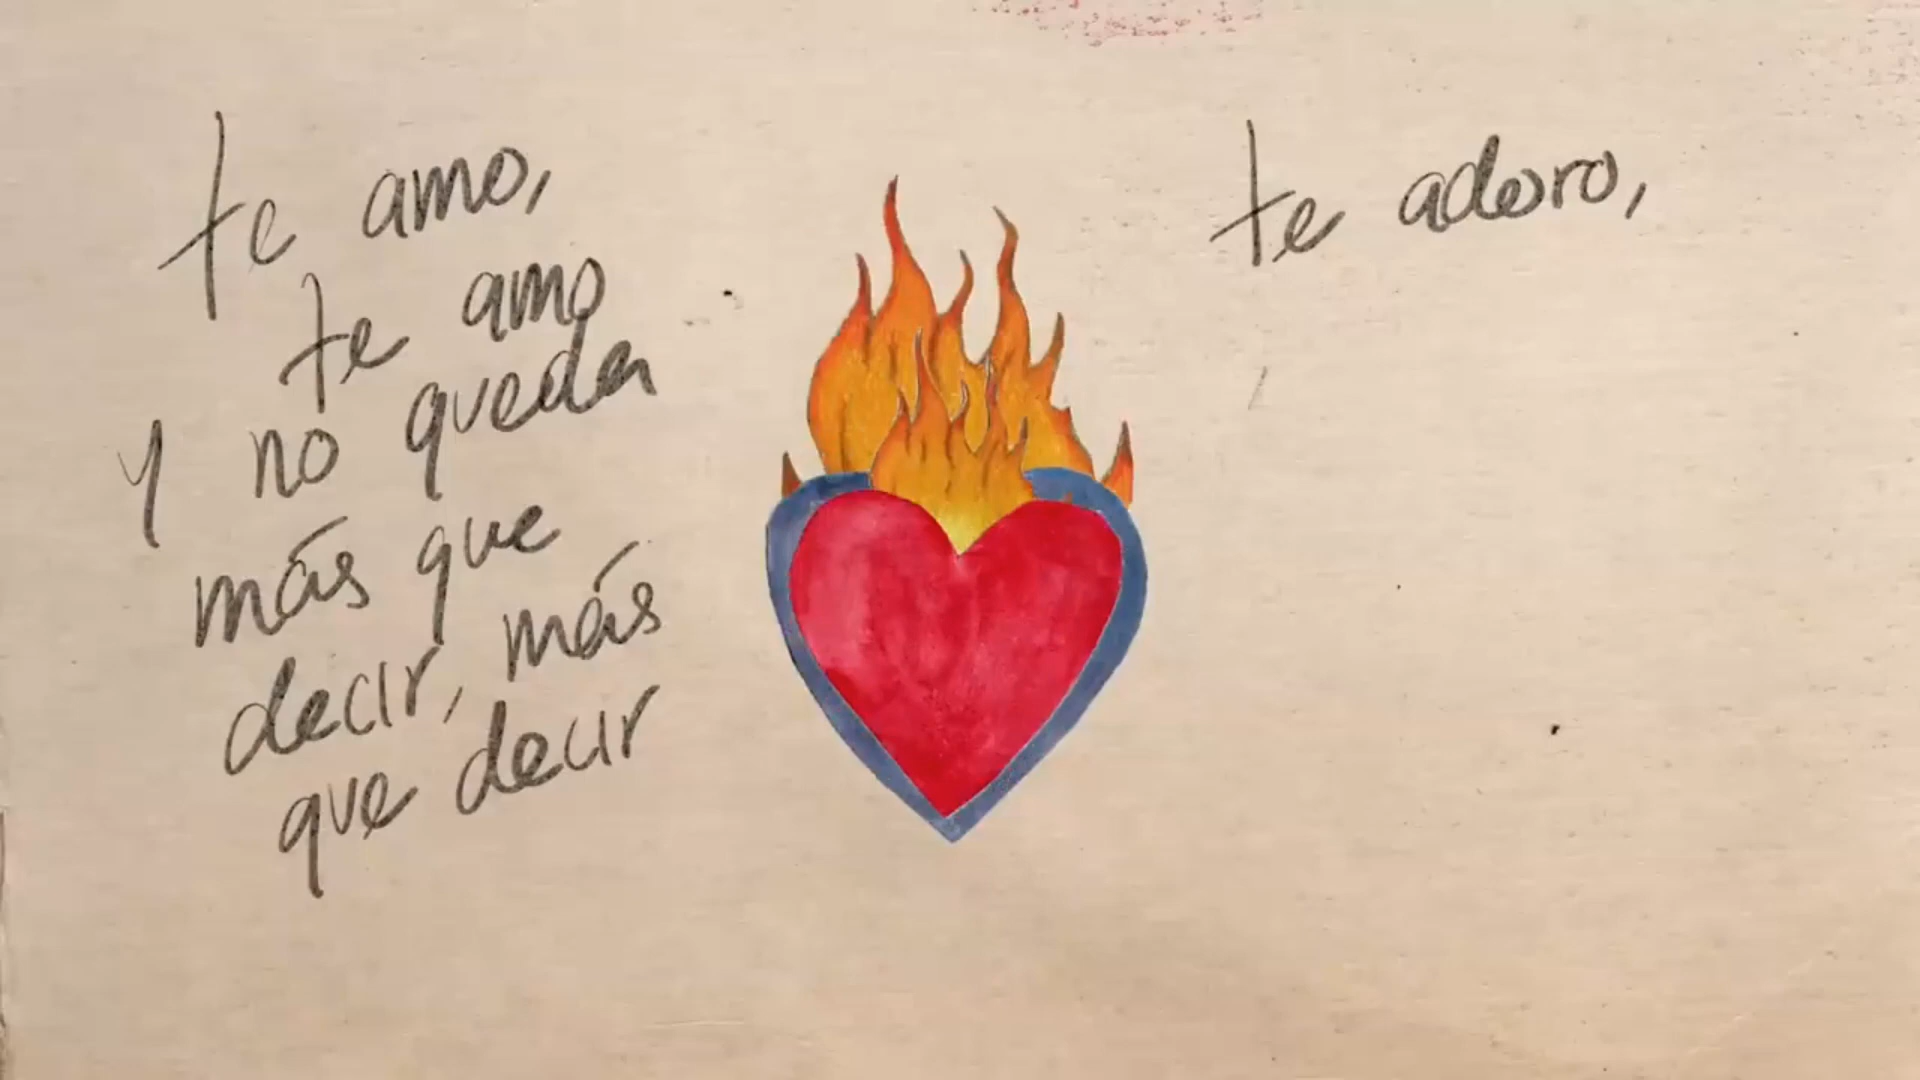 te amo,
te amo
y no queda
más que
decir, más
que decir
te adoro,